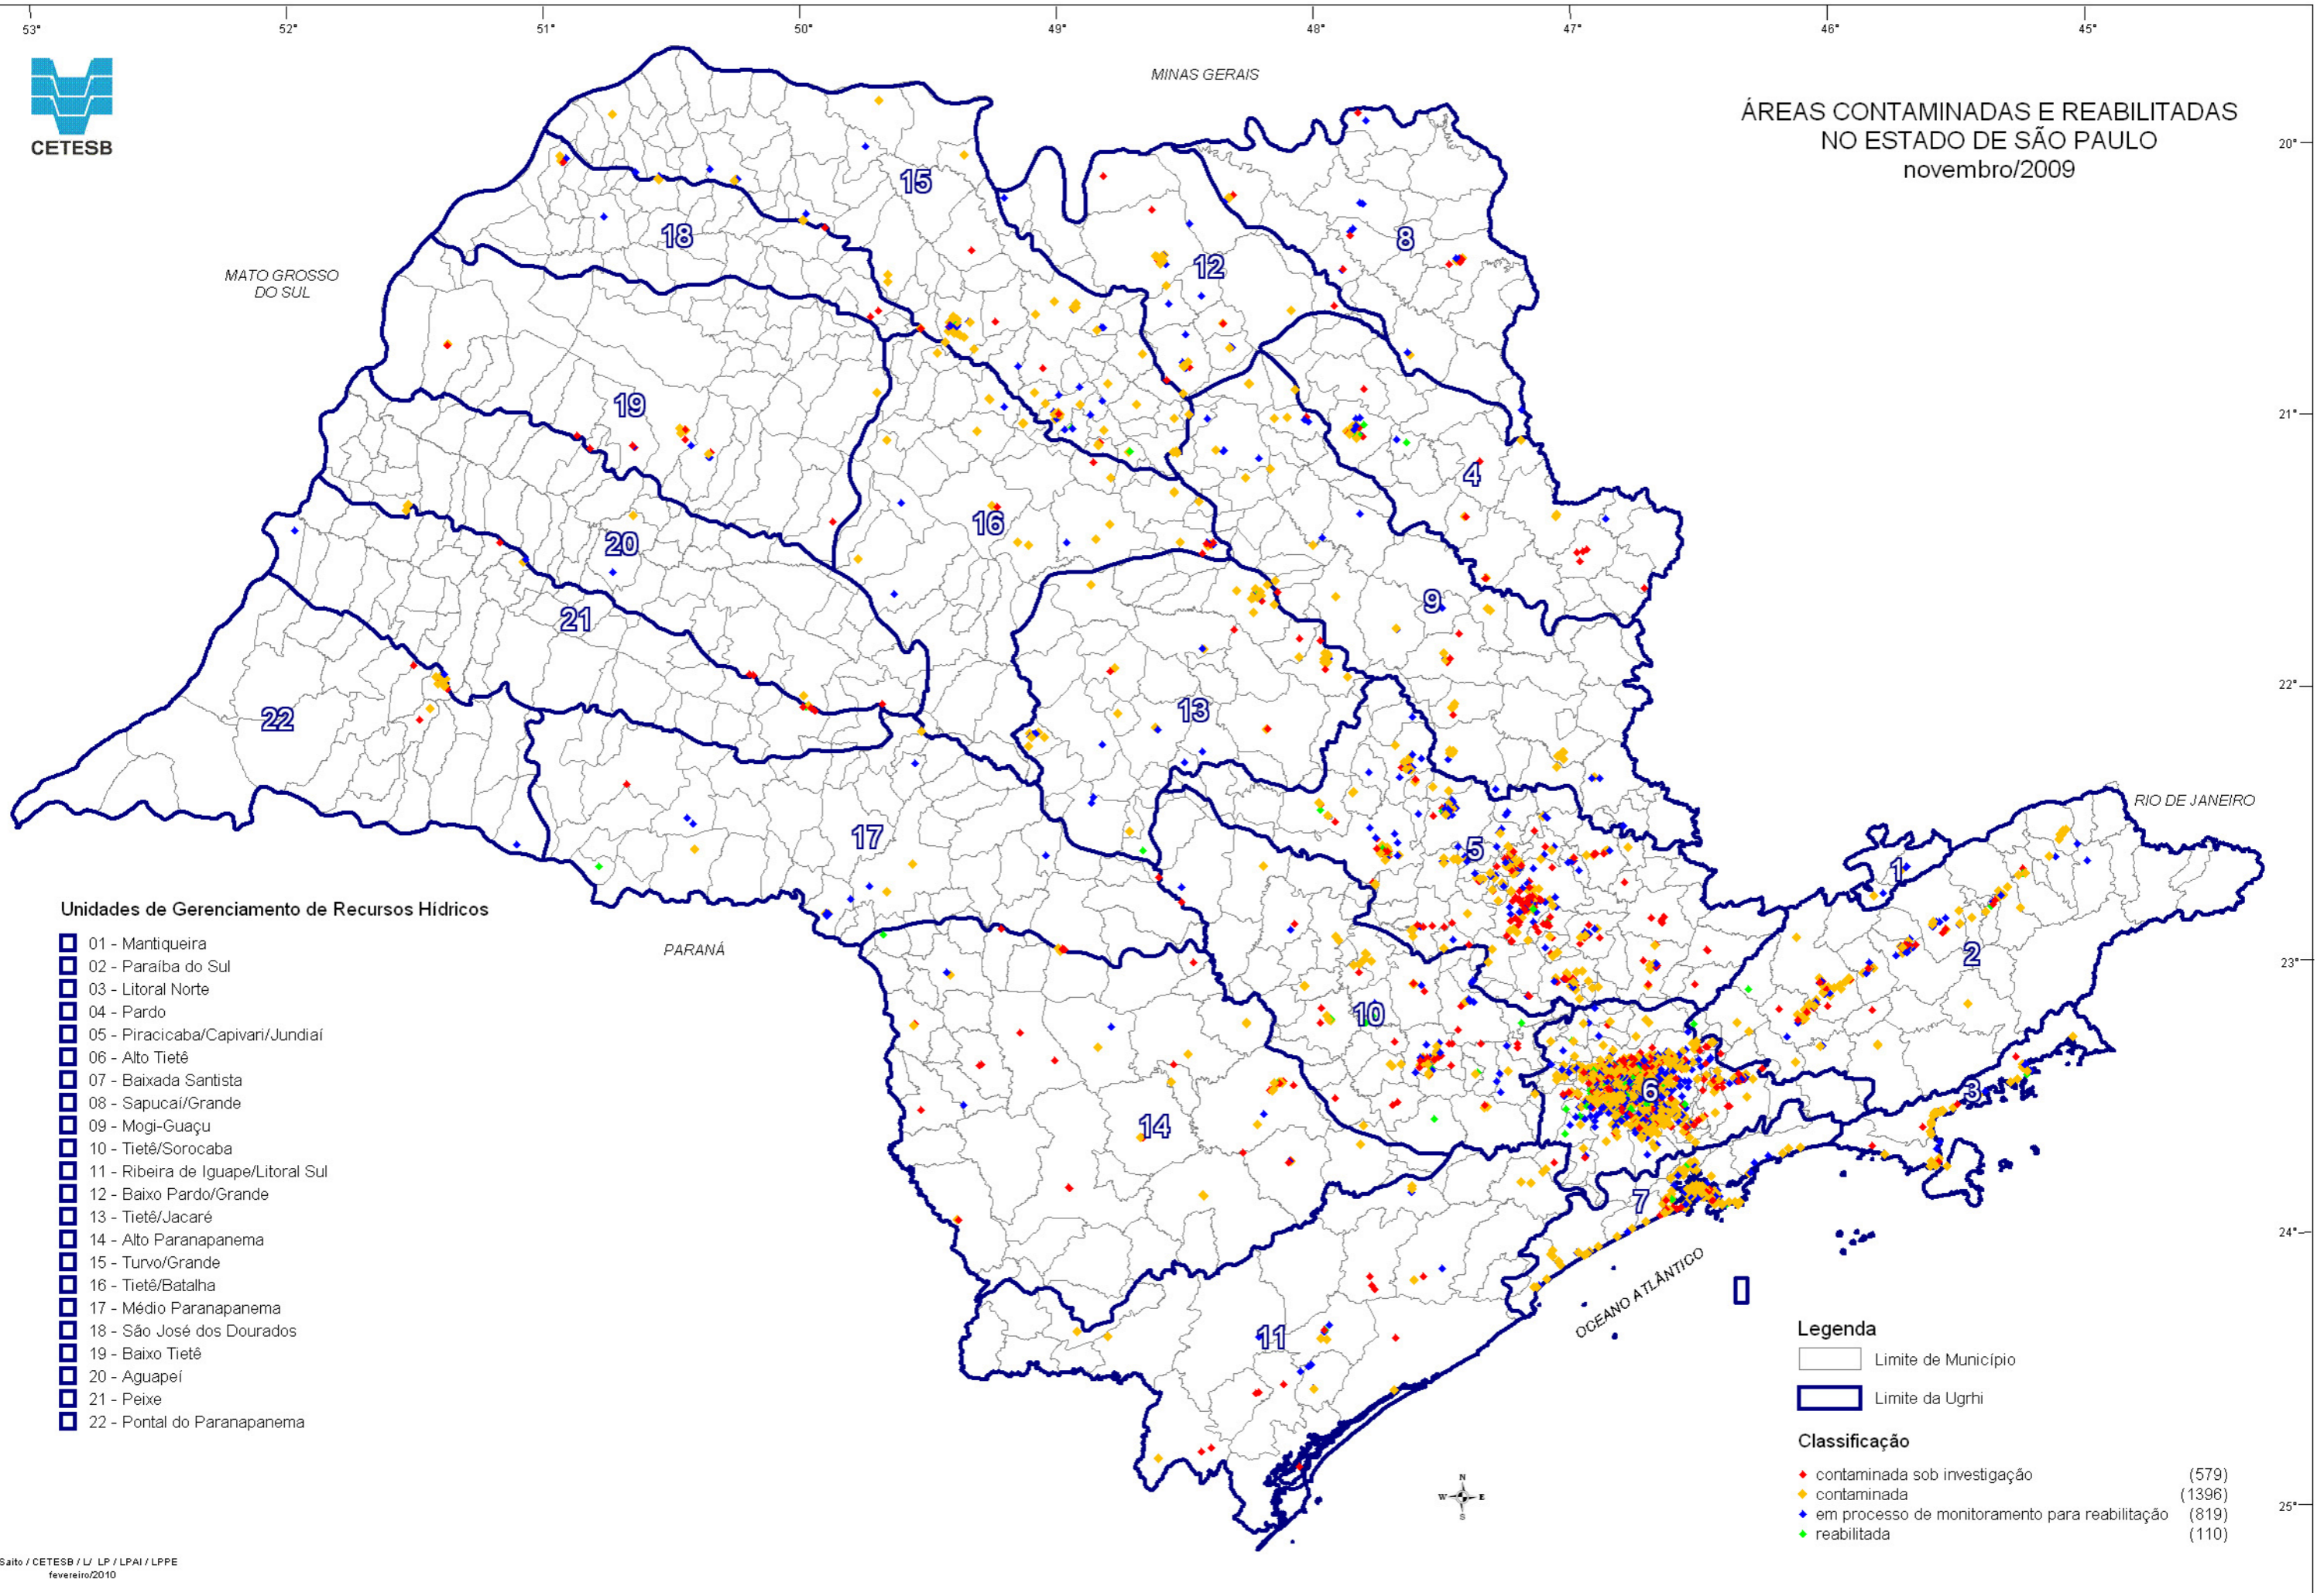 53° 52° 51° 50° 49° 48° 47° 46° 45°
MINAS GERAIS
CETESB
ÁREAS CONTAMINADAS E REABILITADAS
NO ESTADO DE SÃO PAULO
novembro/2009
20°
15
18
8
12
MATO GROSSO
DO SUL
19
21°
4
16
20
9
21
22°
13
22
RIO DE JANEIRO
17
5
1
2
PARANÁ
23°
10
6
3
14
7
24°
OCEANO ATLÂNTICO
11
25°
Unidades de Gerenciamento de Recursos Hídricos
01 - Mantiqueira
02 - Paraíba do Sul
03 - Litoral Norte
04 - Pardo
05 - Piracicaba/Capivari/Jundiaí
06 - Alto Tietê
07 - Baixada Santista
08 - Sapucaí/Grande
09 - Mogi-Guaçu
10 - Tietê/Sorocaba
11 - Ribeira de Iguape/Litoral Sul
12 - Baixo Pardo/Grande
13 - Tietê/Jacaré
14 - Alto Paranapanema
15 - Turvo/Grande
16 - Tietê/Batalha
17 - Médio Paranapanema
18 - São José dos Dourados
19 - Baixo Tietê
20 - Aguapeí
21 - Peixe
22 - Pontal do Paranapanema
Legenda
Limite de Município
Limite da Ugrhi
Classificação
contaminada sob investigação (579)
contaminada (1396)
em processo de monitoramento para reabilitação (819)
reabilitada (110)
N
W E
S
Saito / CETESB / L/ LP / LPAI / LPPE
fevereiro/2010